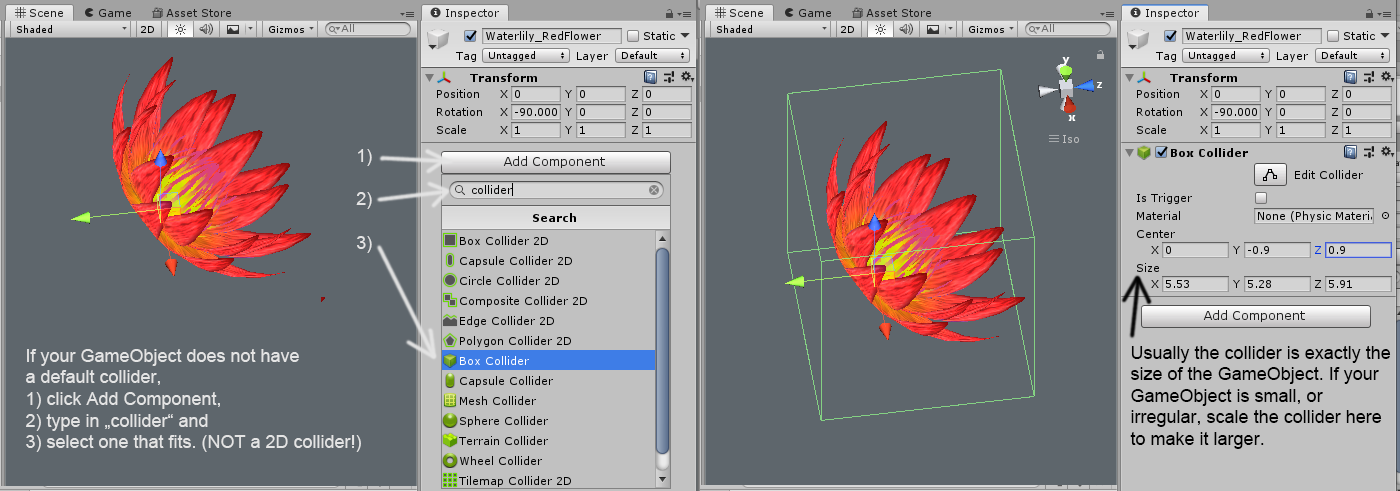 Scene Game Asset Store
Shaded 2D Gizmos All
If your GameObject does not have
a default collider,
1) click Add Component,
2) type in „collider“ and
3) select one that fits. (NOT a 2D collider!)
1)
2)
3)
Inspector
Waterlily_RedFlower Static
Tag Untagged Layer Default
Transform
Position X 0 Y 0 Z 0
Rotation X -90.000 Y 0 Z 0
Scale X 1 Y 1 Z 1
Add Component
collider
Search
Box Collider 2D
Capsule Collider 2D
Circle Collider 2D
Composite Collider 2D
Edge Collider 2D
Polygon Collider 2D
Box Collider
Capsule Collider
Mesh Collider
Sphere Collider
Terrain Collider
Wheel Collider
Tilemap Collider 2D
Scene Game Asset Store
Shaded 2D Gizmos All
y
z
x
Iso
Inspector
Waterlily_RedFlower Static
Tag Untagged Layer Default
Transform
Position X 0 Y 0 Z 0
Rotation X -90.000 Y 0 Z 0
Scale X 1 Y 1 Z 1
Box Collider
Edit Collider
Is Trigger
Material None (Physic Materia
Center
X 0 Y -0.9 Z 0.9
Size
X 5.53 Y 5.28 Z 5.91
Add Component
Usually the collider is exactly the
size of the GameObject. If your
GameObject is small, or
irregular, scale the collider here
to make it larger.